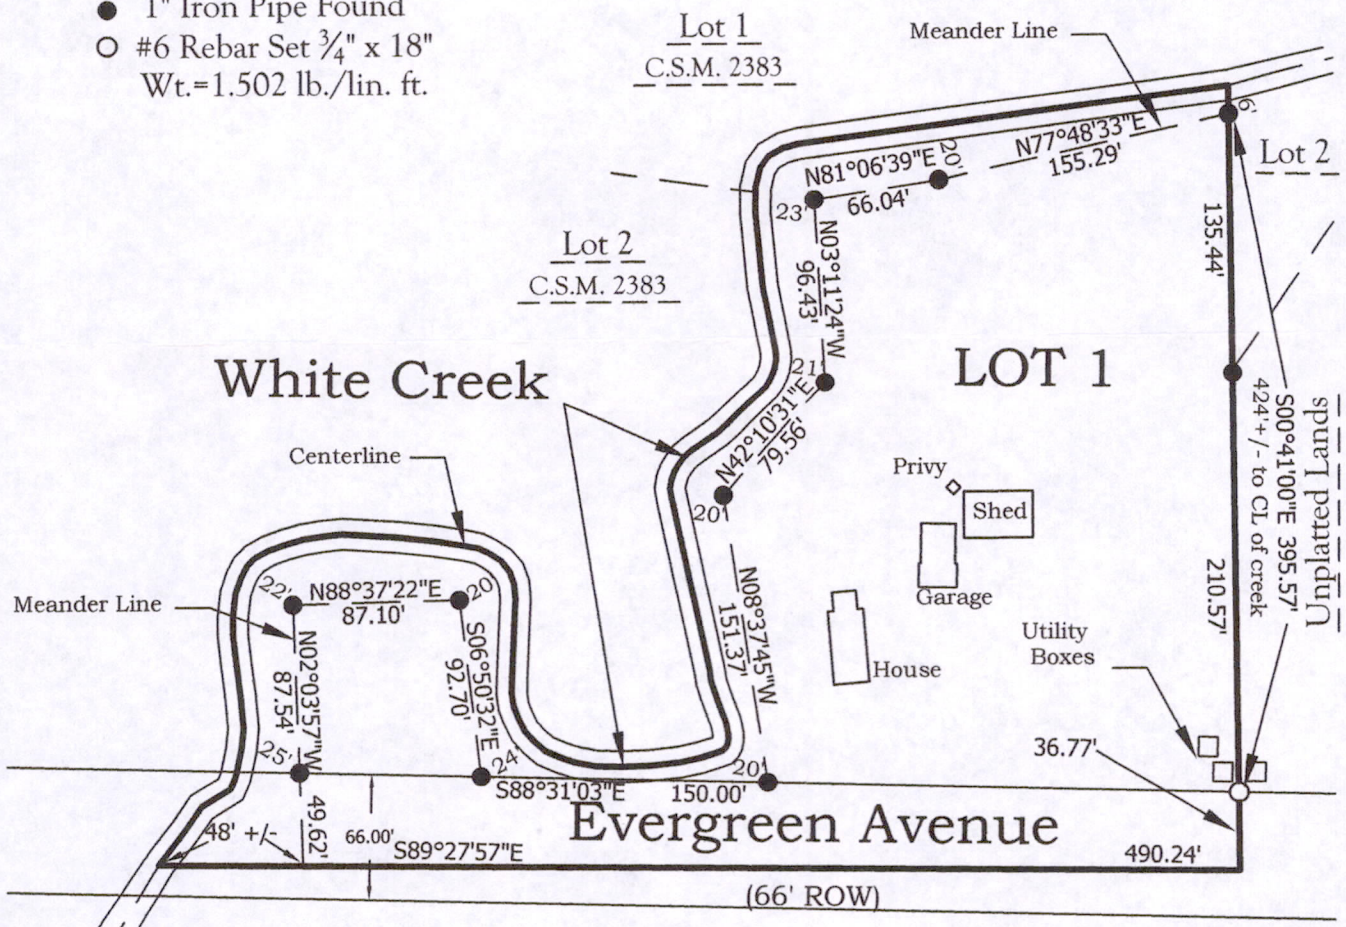 1" Iron Pipe Found
#6 Rebar Set ¾" x 18"
Wt.=1.502 lb./lin. ft.
Lot 1
C.S.M. 2383
Meander Line
6'
Lot 2
N77°48'33"E
155.29'
N81°06'39"E
66.04'
20'
23'
N03°11'24"W
96.43'
135.44'
Lot 2
C.S.M. 2383
White Creek
LOT 1
21'
N42°10'31"E
79.56'
20'
Centerline
Privy
Shed
Garage
House
Utility
Boxes
S00°41'00"E 395.57'
424'+/- to CL of creek
Unplatted Lands
210.57'
Meander Line
22'
N88°37'22"E
87.10'
20'
N02°03'57"W
87.54'
S06°50'32"E
92.70'
N08°37'45"W
151.37'
25'
24'
20'
S88°31'03"E 150.00'
36.77'
Evergreen Avenue
48' +/-
49.62'
66.00'
S89°27'57"E
490.24'
(66' ROW)